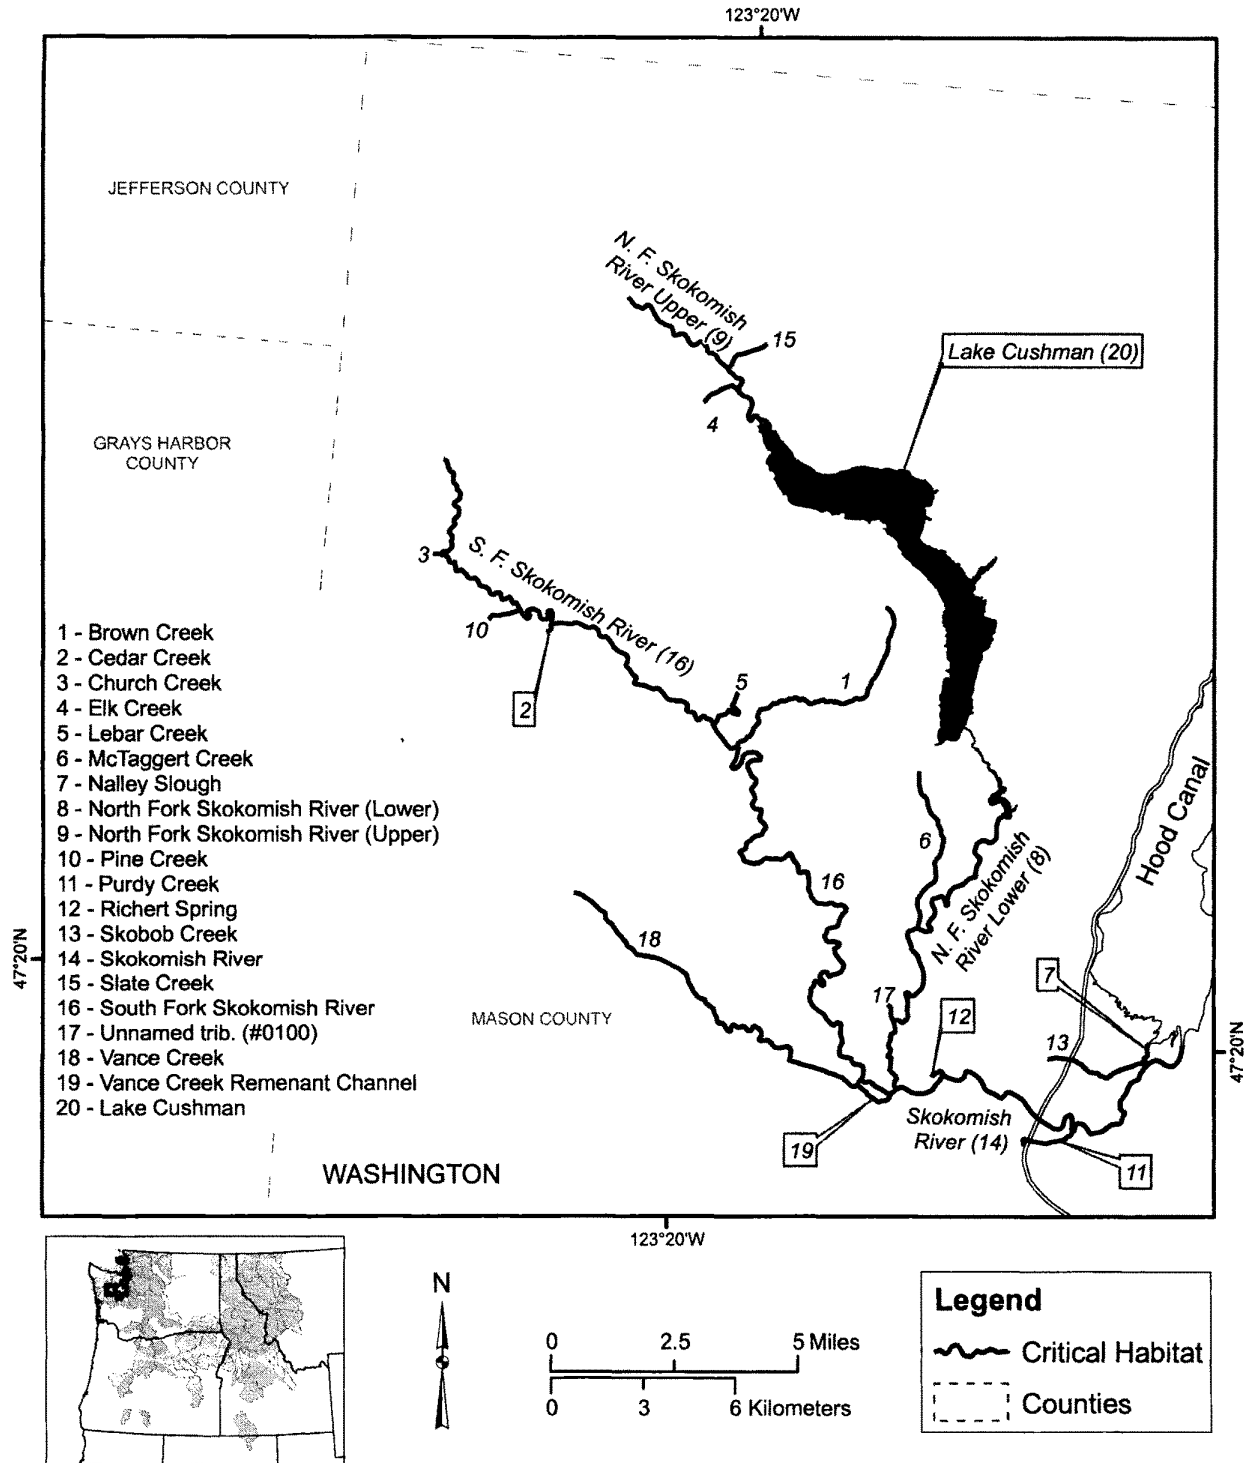 123°20'W
JEFFERSON COUNTY
N. F. Skokomish
River Upper (9)
15
Lake Cushman (20)
4
GRAYS HARBOR
COUNTY
3
S. F. Skokomish River (16)
10
2
5
1
1 - Brown Creek
2 - Cedar Creek
3 - Church Creek
4 - Elk Creek
5 - Lebar Creek
6 - McTaggert Creek
7 - Nalley Slough
8 - North Fork Skokomish River (Lower)
9 - North Fork Skokomish River (Upper)
10 - Pine Creek
11 - Purdy Creek
12 - Richert Spring
13 - Skobob Creek
14 - Skokomish River
15 - Slate Creek
16 - South Fork Skokomish River
17 - Unnamed trib. (#0100)
18 - Vance Creek
19 - Vance Creek Remenant Channel
20 - Lake Cushman
Hood Canal
6
N. F. Skokomish
River Lower (8)
16
18
47°20'N
17
MASON COUNTY
12
7
13
47°20'N
Skokomish
River (14)
19
11
WASHINGTON
123°20'W
N
0 2.5 5 Miles
0 3 6 Kilometers
Legend
Critical Habitat
Counties